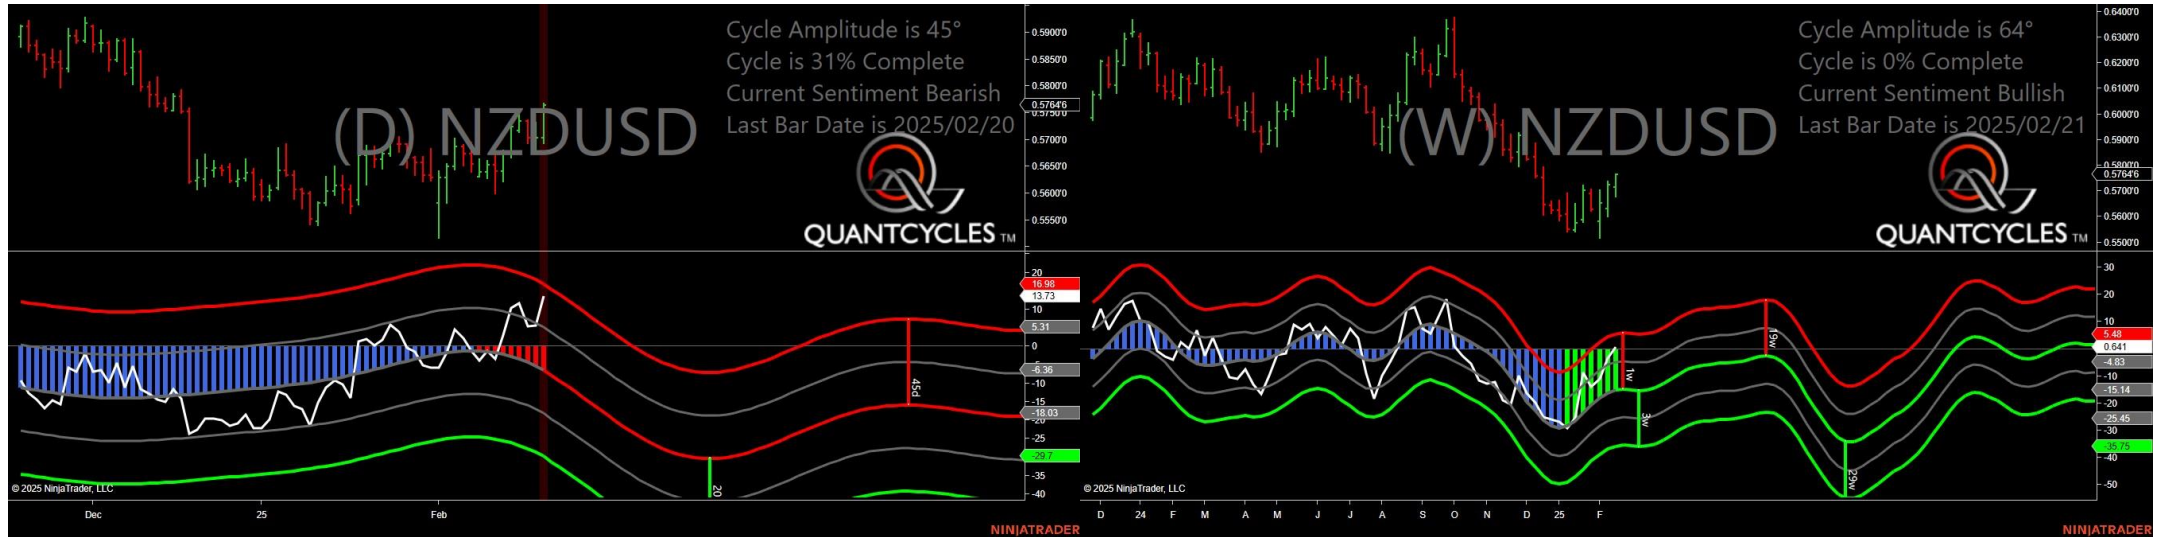 Cycle Amplitude is 45°
Cycle is 31% Complete
Current Sentiment Bearish
Last Bar Date is 2025/02/20
(D) NZDUSD
QUANTCYCLES TM
0.5900'0
0.5850'0
0.5800'0
0.5764'6
0.5700'0
0.5650'0
0.5600'0
0.5550'0
20
16.98
13.73
10
5.31
0
-6.36
-10
-15
-18.03
-20
-25
-29.7
-35
-40
45d
20
© 2025 NinjaTrader, LLC
Dec 25 Feb
NINJATRADER
Cycle Amplitude is 64°
Cycle is 0% Complete
Current Sentiment Bullish
Last Bar Date is 2025/02/21
(W) NZDUSD
QUANTCYCLES TM
0.6400'0
0.6300'0
0.6200'0
0.6100'0
0.6000'0
0.5900'0
0.5800'0
0.5764'6
0.5700'0
0.5600'0
0.5500'0
30
20
10
5.48
0.641
-4.83
-10
-15.14
-20
-25.45
-30
-35.75
-40
-50
1w
3w
19w
29w
© 2025 NinjaTrader, LLC
D 24 F M A M J J A S O N D 25 F
NINJATRADER